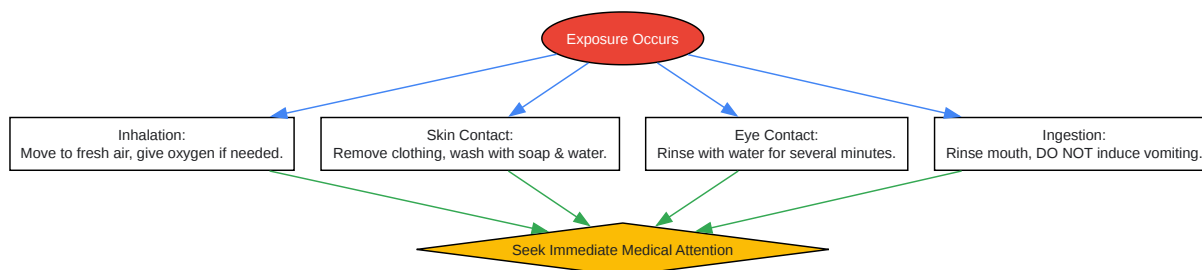 Exposure Occurs
Inhalation:
Move to fresh air, give oxygen if needed.
Skin Contact:
Remove clothing, wash with soap & water.
Eye Contact:
Rinse with water for several minutes.
Ingestion:
Rinse mouth, DO NOT induce vomiting.
Seek Immediate Medical Attention